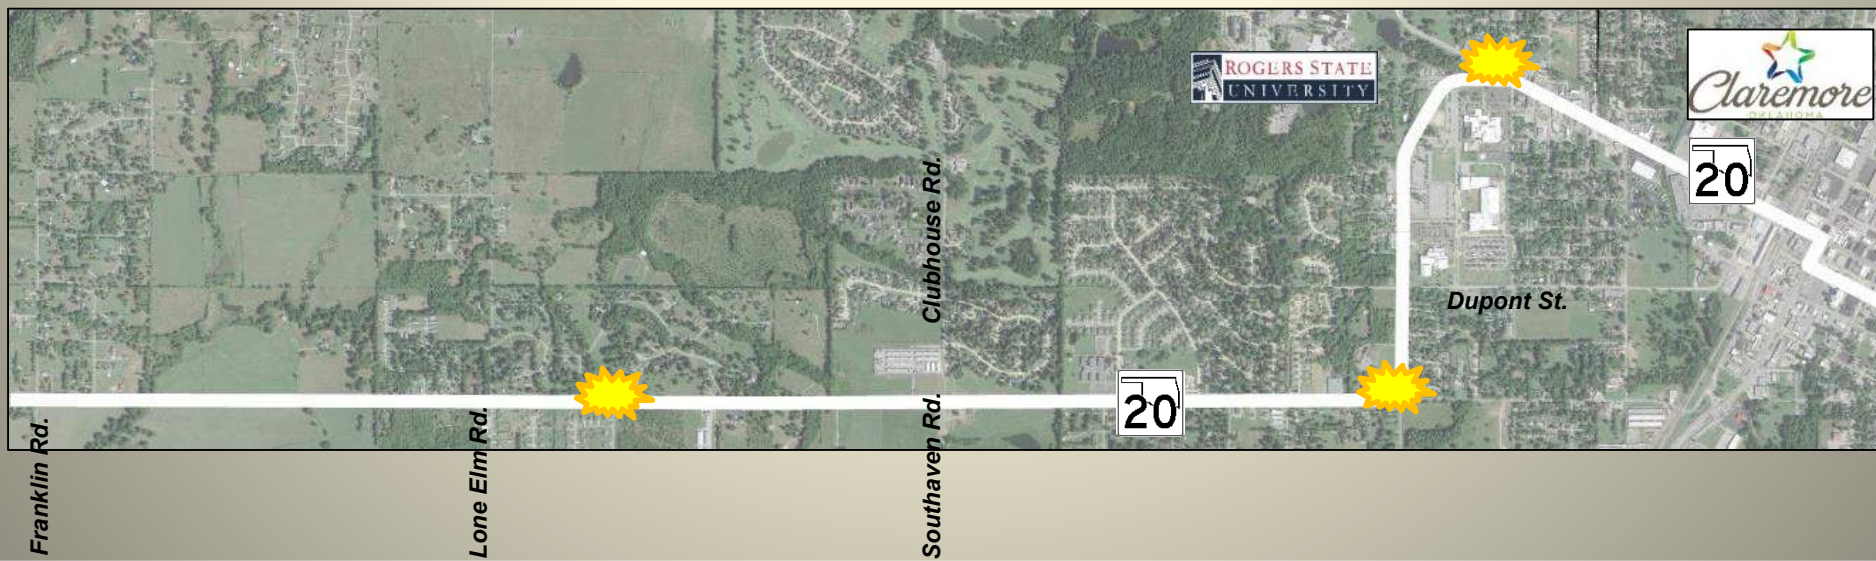 ROGERS STATE
UNIVERSITY
Claremore
OKLAHOMA
20
Clubhouse Rd.
Dupont St.
20
Franklin Rd.
Lone Elm Rd.
Southaven Rd.